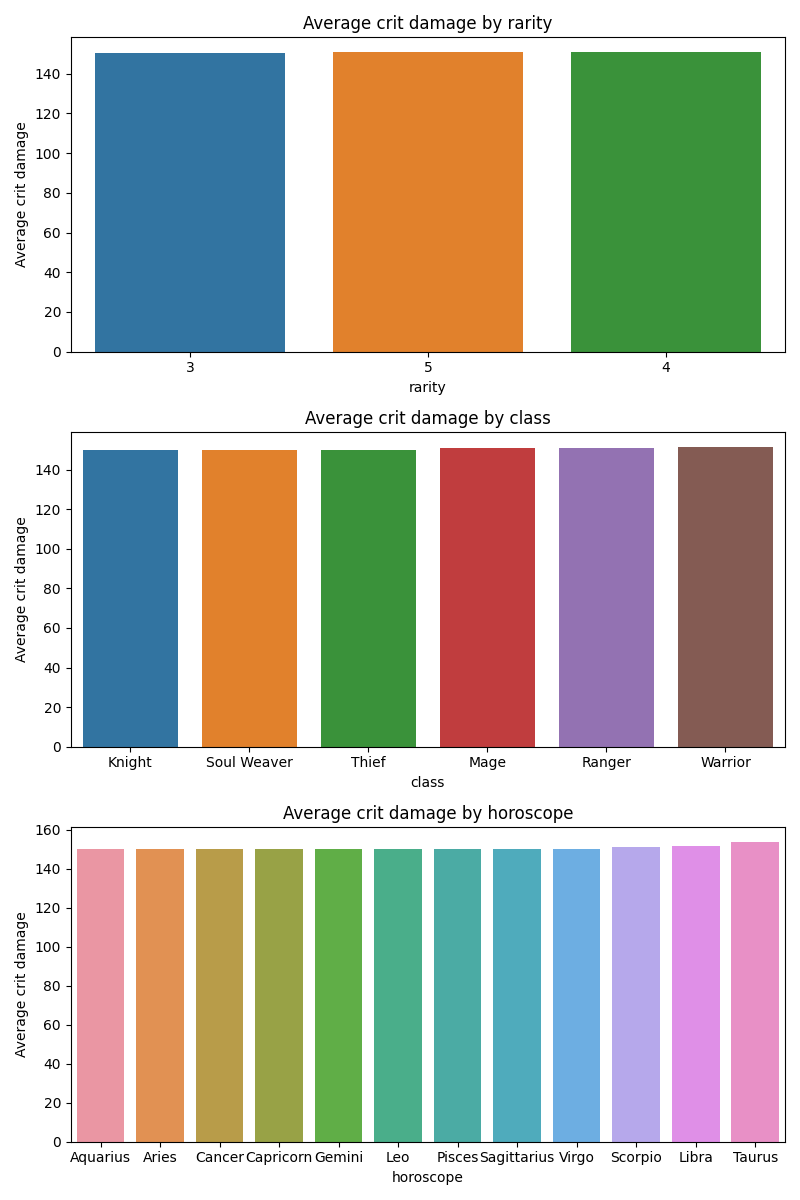 Average crit damage by rarity
Average crit damage
140
120
100
80
60
40
20
0
3 5 4
rarity
Average crit damage by class
Average crit damage
140
120
100
80
60
40
20
0
Knight Soul Weaver Thief Mage Ranger Warrior
class
Average crit damage by horoscope
Average crit damage
160
140
120
100
80
60
40
20
0
Aquarius Aries Cancer Capricorn Gemini Leo Pisces Sagittarius Virgo Scorpio Libra Taurus
horoscope